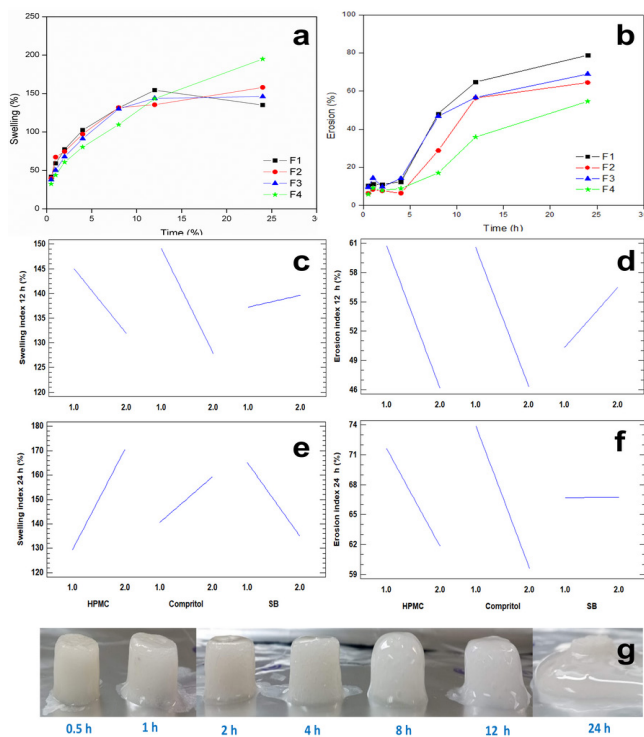 a
250
200
150
100
50
0
Swelling (%)
F1
F2
F3
F4
0 5 10 15 20 25 3
Time (%)
b
100
80
60
40
20
0
Erosion (%)
F1
F2
F3
F4
0 5 10 15 20 25 30
Time (h)
c
150
145
140
135
130
125
120
Swelling index 12 h (%)
1.0 2.0 1.0 2.0 1.0 2.0
d
61
58
55
52
49
46
Erosion index 12 h (%)
1.0 2.0 1.0 2.0 1.0 2.0
e
180
170
160
150
140
130
120
Swelling index 24 h (%)
1.0 2.0 1.0 2.0 1.0 2.0
HPMC Compritol SB
f
74
71
68
65
62
59
Erosion index 24 h (%)
1.0 2.0 1.0 2.0 1.0 2.0
HPMC Compritol SB
g
0.5 h 1 h 2 h 4 h 8 h 12 h 24 h